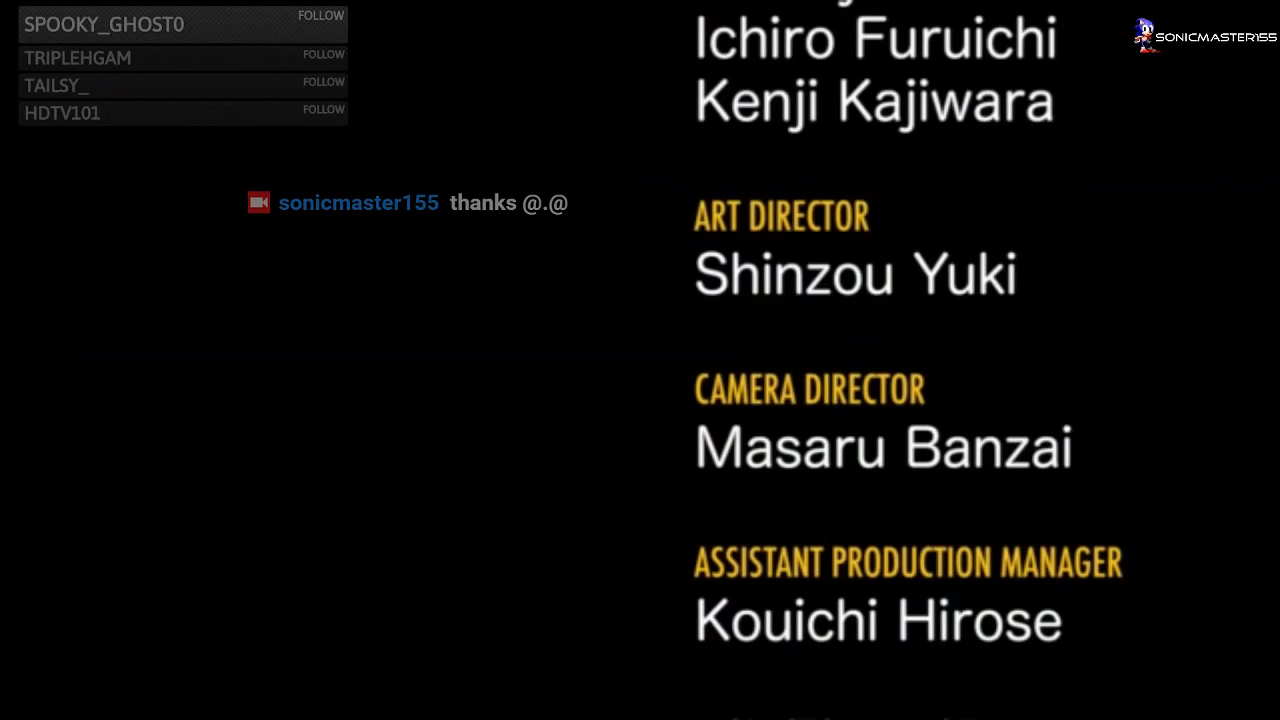 SPOOKY_GHOST0 FOLLOW
TRIPLEHGAM FOLLOW
TAILSY_ FOLLOW
HDTV101 FOLLOW
sonicmaster155 thanks @.@
SONICMASTER155
Ichiro Furuichi
Kenji Kajiwara
ART DIRECTOR
Shinzou Yuki
CAMERA DIRECTOR
Masaru Banzai
ASSISTANT PRODUCTION MANAGER
Kouichi Hirose